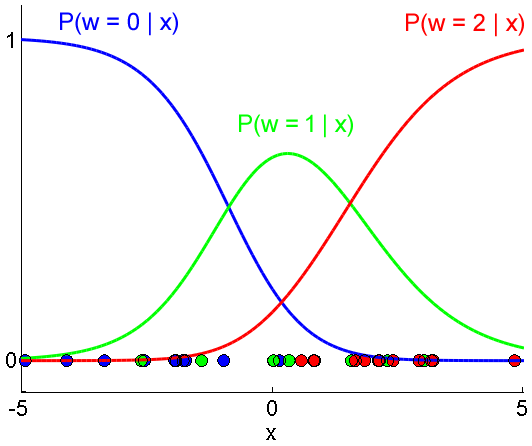 P(w = 0 | x)
P(w = 2 | x)
1
P(w = 1 | x)
0
-5
0
5
x